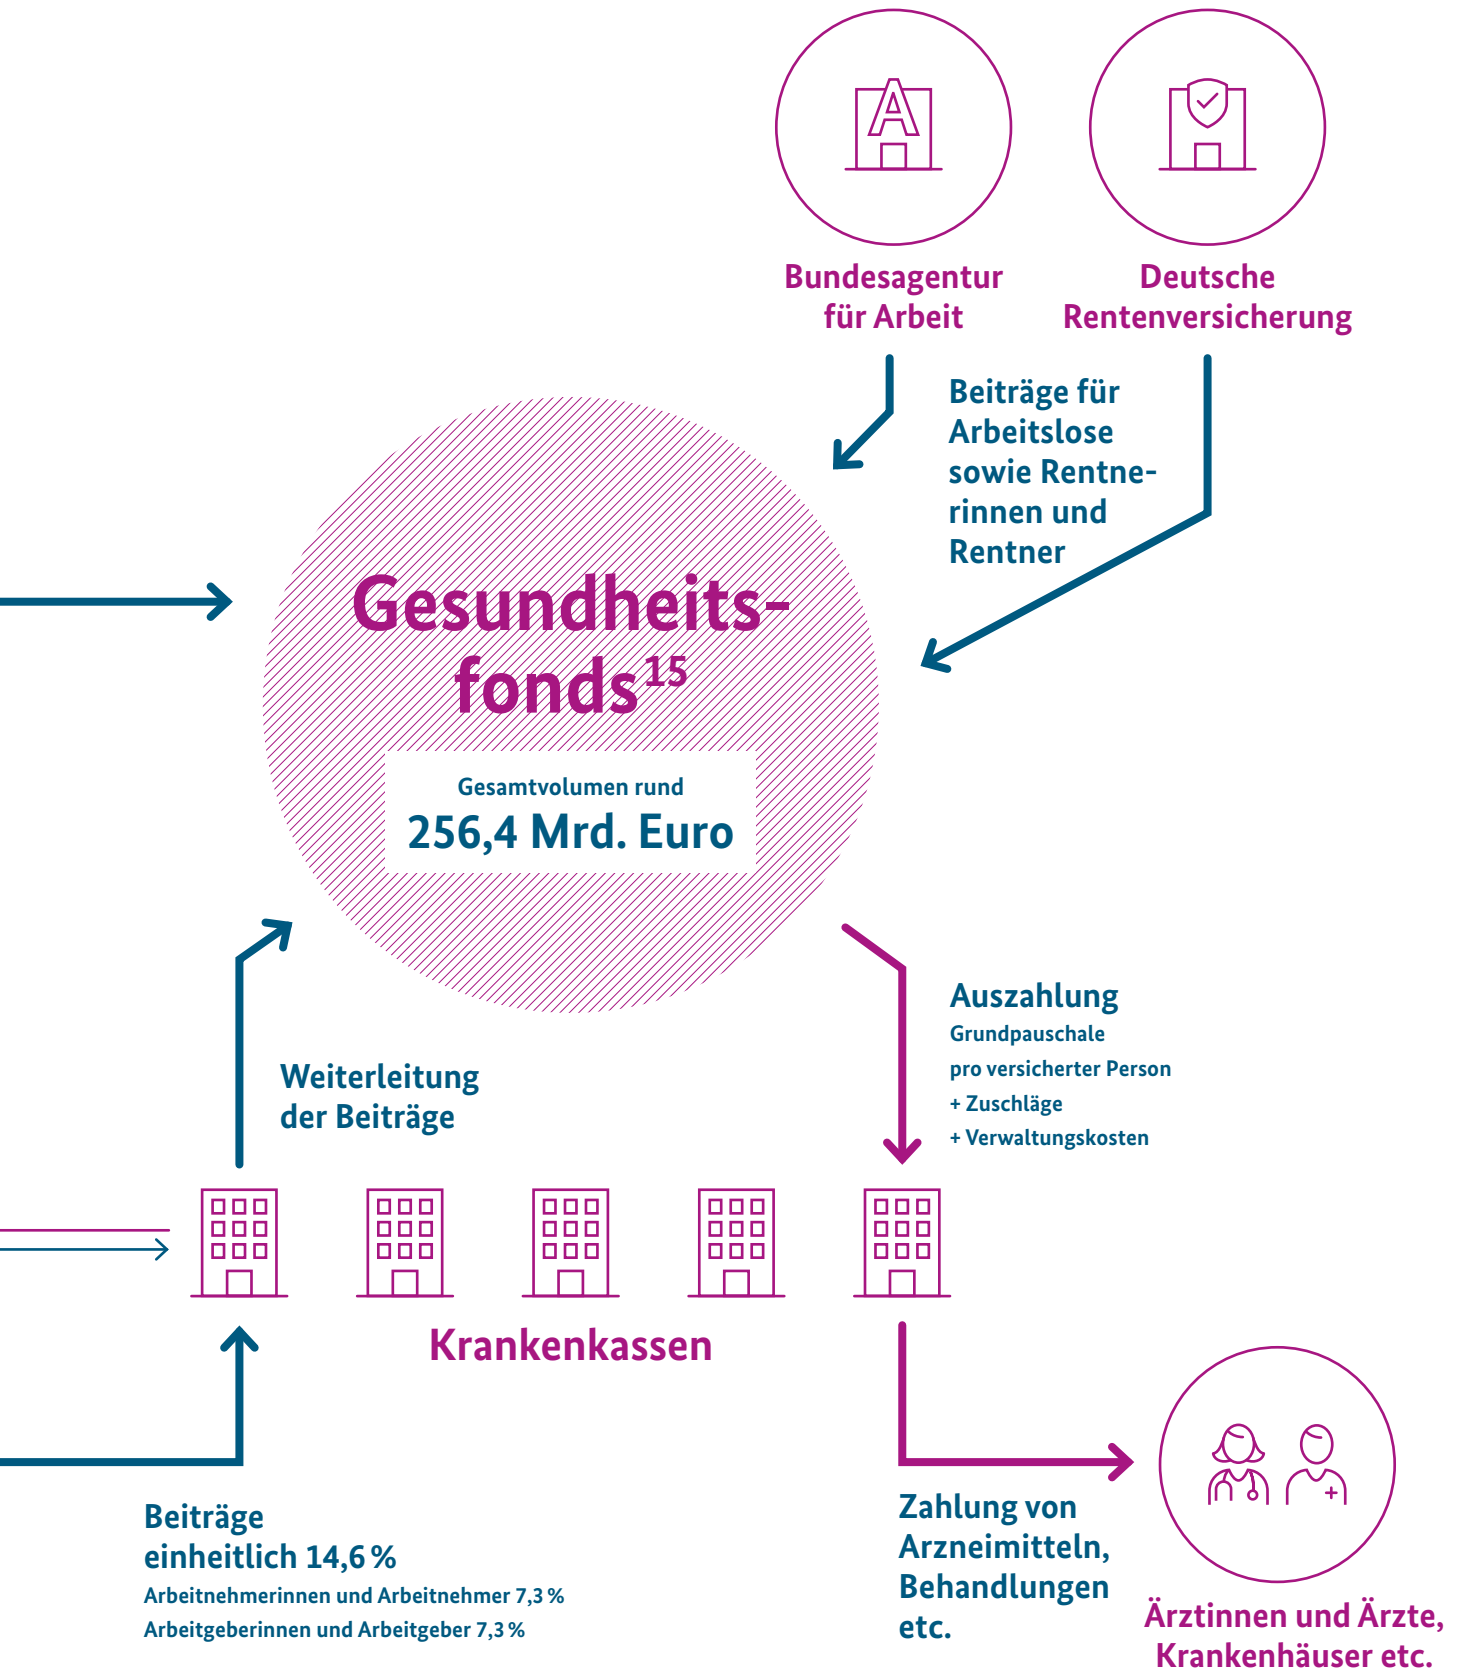 Bundesagentur
für Arbeit
Deutsche
Rentenversicherung
Beiträge für
Arbeitslose
sowie Rentne-
rinnen und
Rentner
Gesundheits-
fonds15
Gesamtvolumen rund
256,4 Mrd. Euro
Weiterleitung
der Beiträge
Auszahlung
Grundpauschale
pro versicherter Person
+ Zuschläge
+ Verwaltungskosten
Krankenkassen
Beiträge
einheitlich 14,6 %
Arbeitnehmerinnen und Arbeitnehmer 7,3 %
Arbeitgeberinnen und Arbeitgeber 7,3 %
Zahlung von
Arzneimitteln,
Behandlungen
etc.
Ärztinnen und Ärzte,
Krankenhäuser etc.